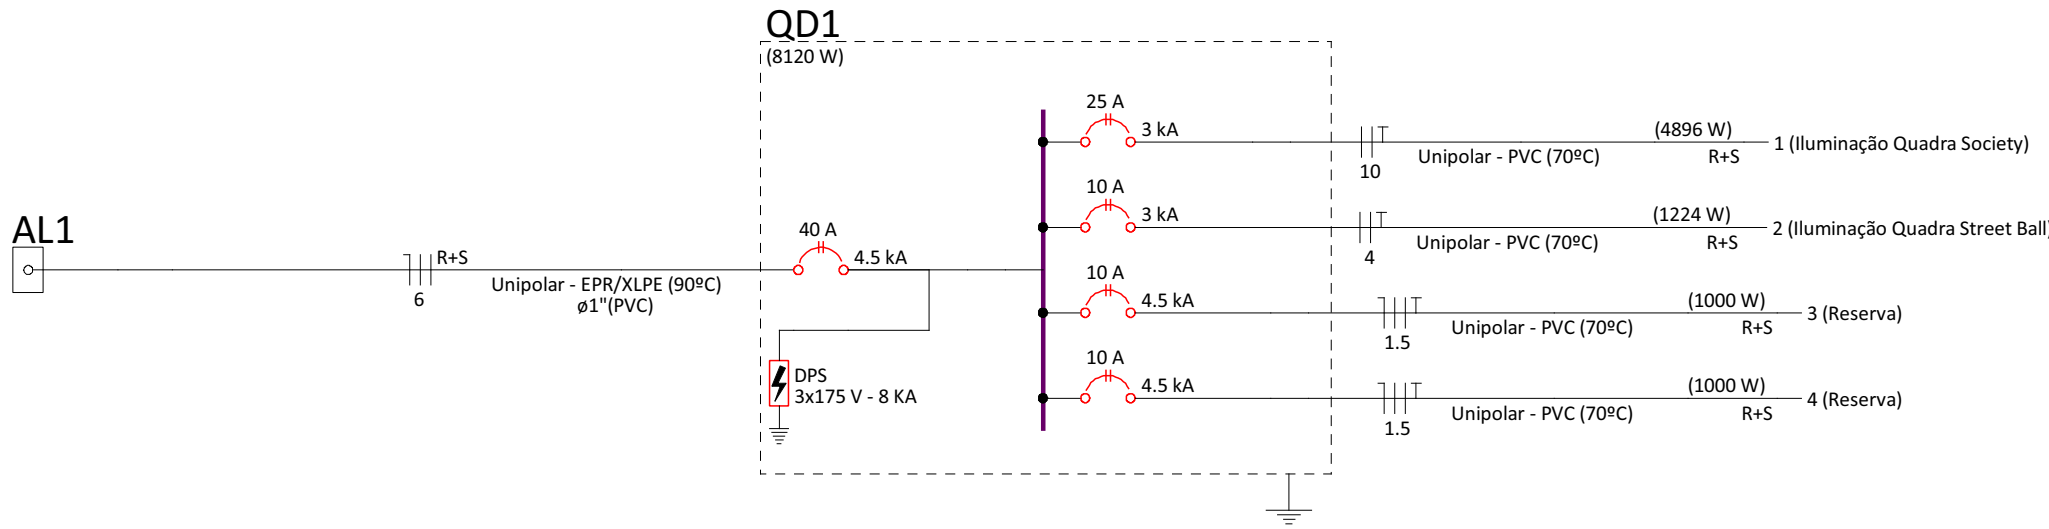 QD1
(8120 W)
AL1
R+S
6
Unipolar - EPR/XLPE (90ºC)
ø1"(PVC)
40 A
4.5 kA
DPS
3x175 V - 8 KA
25 A
3 kA
10
Unipolar - PVC (70ºC)
(4896 W)
R+S
1 (Iluminação Quadra Society)
10 A
3 kA
4
Unipolar - PVC (70ºC)
(1224 W)
R+S
2 (Iluminação Quadra Street Ball)
10 A
4.5 kA
1.5
Unipolar - PVC (70ºC)
(1000 W)
R+S
3 (Reserva)
10 A
4.5 kA
1.5
Unipolar - PVC (70ºC)
(1000 W)
R+S
4 (Reserva)